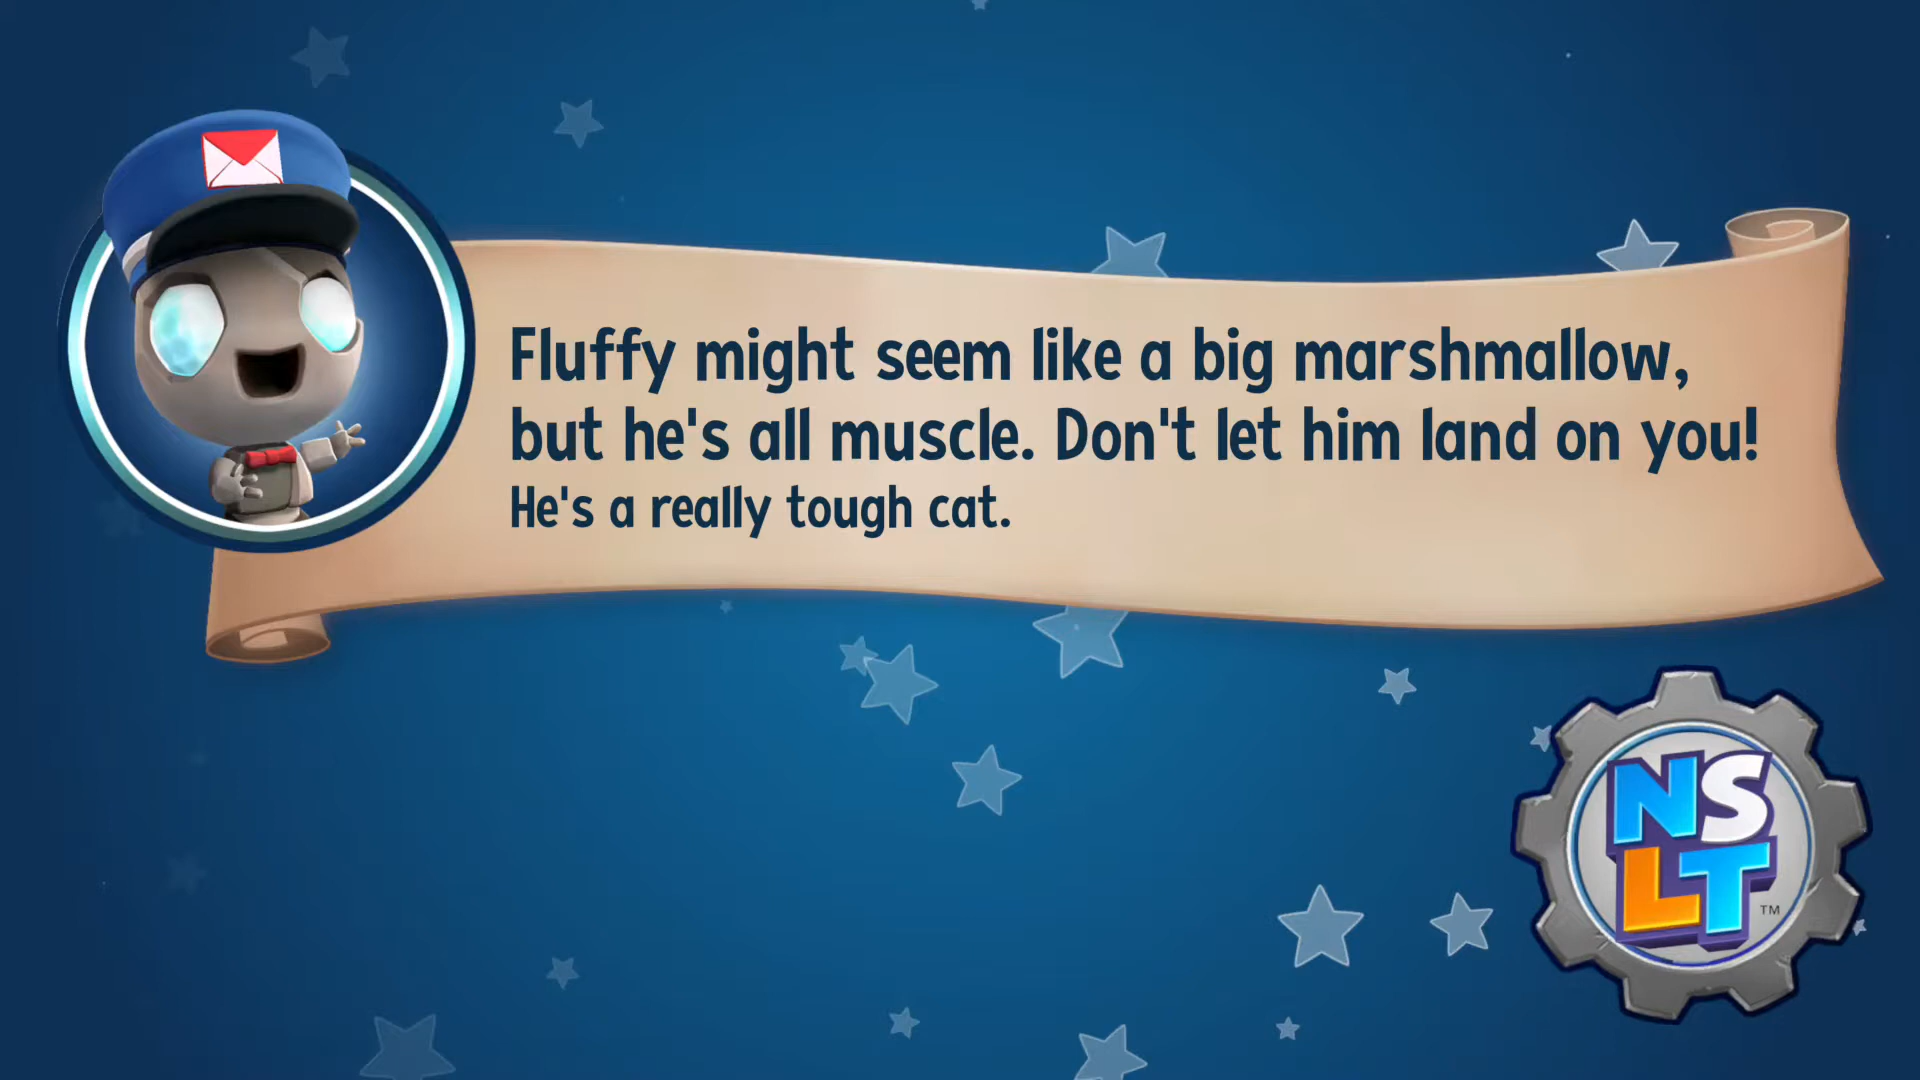 Fluffy might seem like a big marshmallow,
but he's all muscle. Don't let him land on you!
He's a really tough cat.
NS
LT
TM